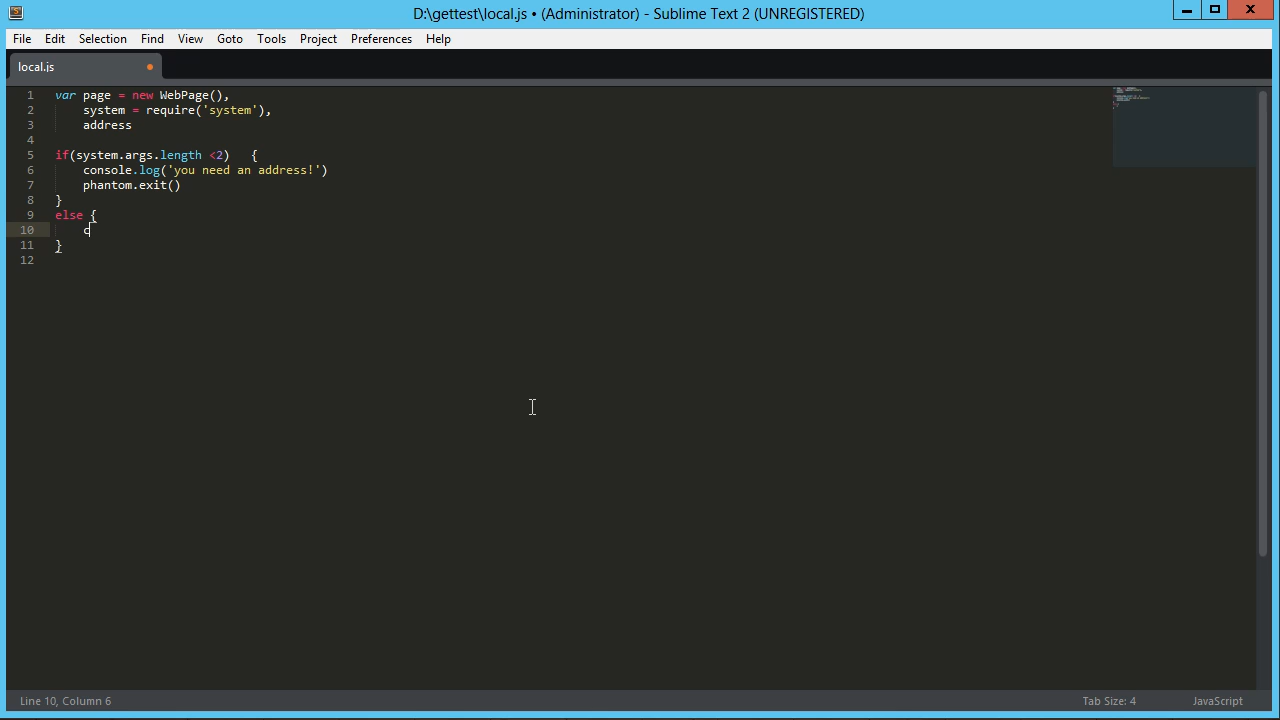 D:\gettest\local.js • (Administrator) - Sublime Text 2 (UNREGISTERED)
File Edit Selection Find View Goto Tools Project Preferences Help
local.js
1 var page = new WebPage(),
2 system = require('system'),
3 address
4
5 if(system.args.length <2) {
6 console.log('you need an address!')
7 phantom.exit()
8 }
9 else {
10 c
11 }
12
Line 10, Column 6 Tab Size: 4 JavaScript